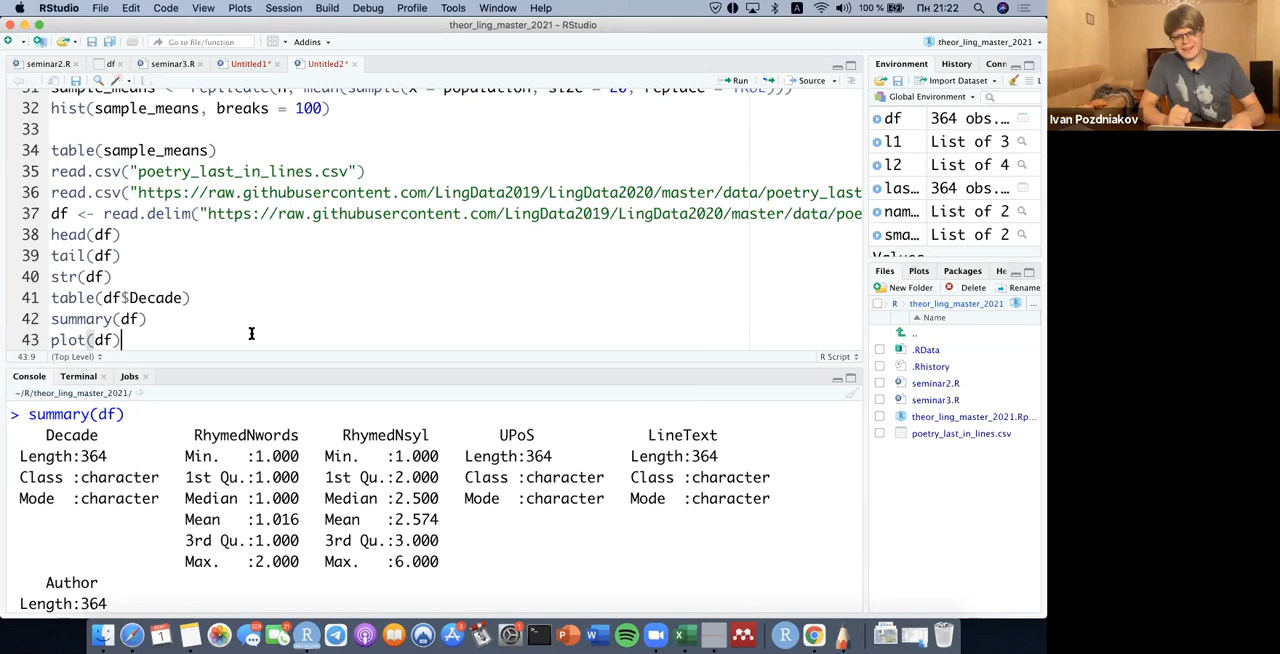 RStudio File Edit Code View Plots Session Build Debug Profile Tools Window Help 100 % Пн 21:22
theor_ling_master_2021 - RStudio
Go to file/function Addins theor_ling_master_2021
seminar2.R df seminar3.R Untitled1* Untitled2*
Run Source
32 hist(sample_means, breaks = 100)
33
34 table(sample_means)
35 read.csv("poetry_last_in_lines.csv")
36 read.csv("https://raw.githubusercontent.com/LingData2019/LingData2020/master/data/poetry_last
37 df <- read.delim("https://raw.githubusercontent.com/LingData2019/LingData2020/master/data/poe
38 head(df)
39 tail(df)
40 str(df)
41 table(df$Decade)
42 summary(df)
43 plot(df)
43:9 (Top Level) R Script
Console Terminal Jobs
~/R/theor_ling_master_2021/
> summary(df)
Decade RhymedNwords RhymedNsyl UPoS LineText
Length:364 Min. :1.000 Min. :1.000 Length:364 Length:364
Class :character 1st Qu.:1.000 1st Qu.:2.000 Class :character Class :character
Mode :character Median :1.000 Median :2.500 Mode :character Mode :character
Mean :1.016 Mean :2.574
3rd Qu.:1.000 3rd Qu.:3.000
Max. :2.000 Max. :6.000
Author
Length:364
Environment History Conn
Import Dataset
Global Environment
df 364 obs...
l1 List of 3
l2 List of 4
las… 364 obs...
nam… List of 2
sma… List of 2
Files Plots Packages He
New Folder Delete Rename
R theor_ling_master_2021 ...
Name
..
.RData
.Rhistory
seminar2.R
seminar3.R
theor_ling_master_2021.Rp...
poetry_last_in_lines.csv
Ivan Pozdniakov